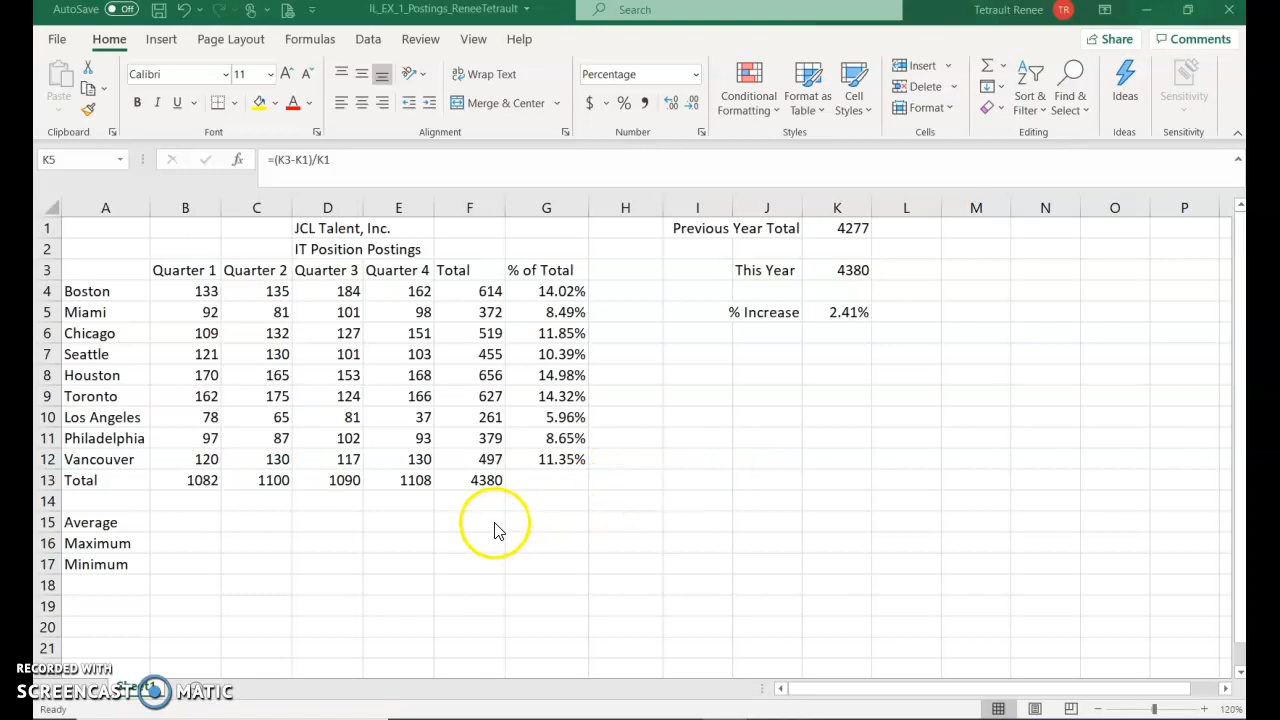 AutoSave Off IL_EX_1_Postings_ReneeTetrault Search Tetrault Renee TR
File Home Insert Page Layout Formulas Data Review View Help Share Comments
Paste Calibri 11 A A Wrap Text Percentage Conditional Formatting Format as Table Cell Styles Insert Sort & Filter Find & Select Ideas Sensitivity
B I U A Merge & Center $ % Delete
Format
Clipboard Font Alignment Number Styles Cells Editing Ideas Sensitivity
K5 fx =(K3-K1)/K1
A B C D E F G H I J K L M N O P
1 JCL Talent, Inc. Previous Year Total 4277
2 IT Position Postings
3 Quarter 1 Quarter 2 Quarter 3 Quarter 4 Total % of Total This Year 4380
4 Boston 133 135 184 162 614 14.02%
5 Miami 92 81 101 98 372 8.49% % Increase 2.41%
6 Chicago 109 132 127 151 519 11.85%
7 Seattle 121 130 101 103 455 10.39%
8 Houston 170 165 153 168 656 14.98%
9 Toronto 162 175 124 166 627 14.32%
10 Los Angeles 78 65 81 37 261 5.96%
11 Philadelphia 97 87 102 93 379 8.65%
12 Vancouver 120 130 117 130 497 11.35%
13 Total 1082 1100 1090 1108 4380
14
15 Average
16 Maximum
17 Minimum
18
19
20
21
RECORDED WITH
SCREENCAST MATIC
Ready 120%